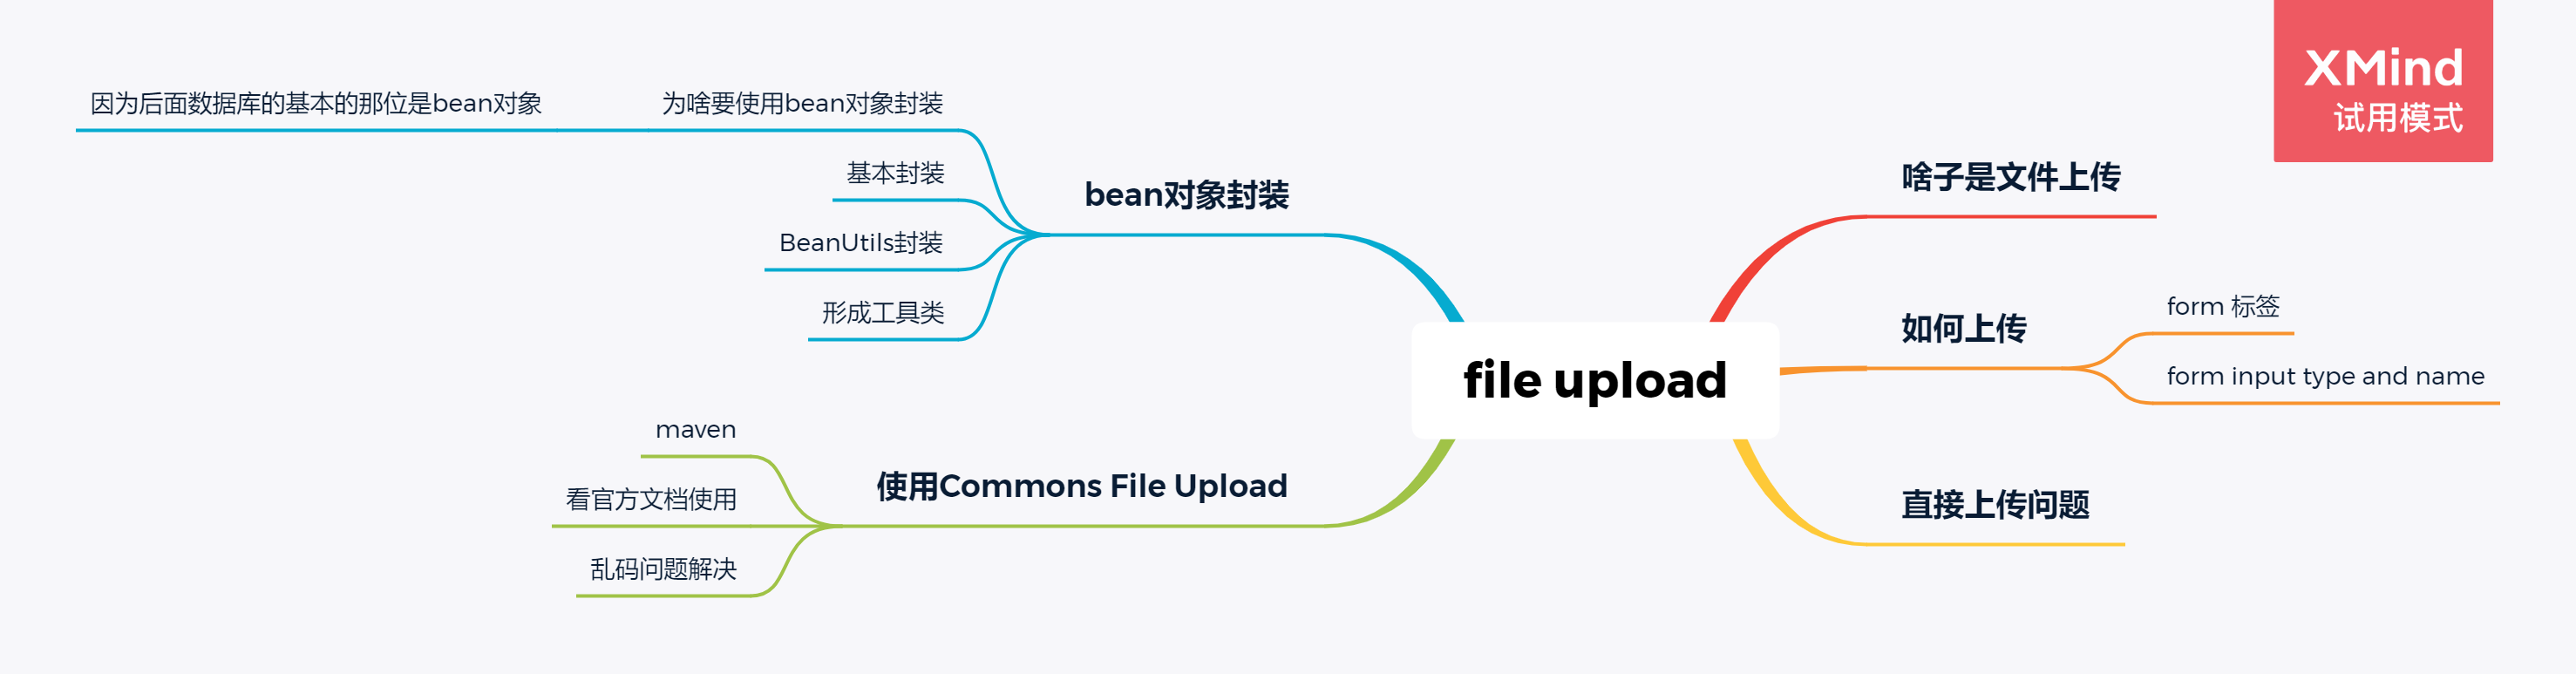 XMind
试用模式
file upload
啥子是文件上传
如何上传
form 标签
form input type and name
直接上传问题
使用Commons File Upload
maven
看官方文档使用
乱码问题解决
bean对象封装
为啥要使用bean对象封装
因为后面数据库的基本的那位是bean对象
基本封装
BeanUtils封装
形成工具类